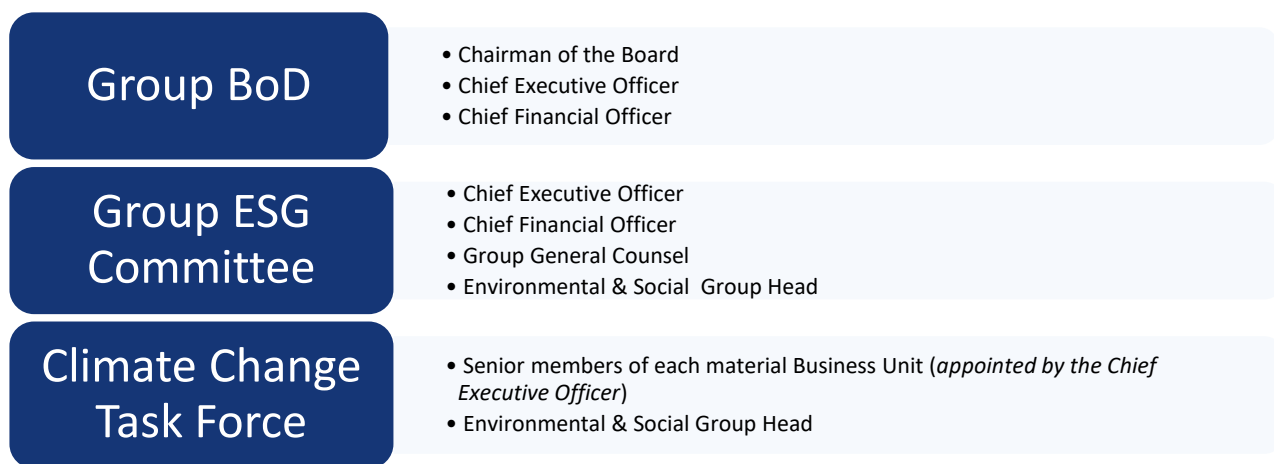 Group BoD
• Chairman of the Board
• Chief Executive Officer
• Chief Financial Officer
Group ESG
Committee
• Chief Executive Officer
• Chief Financial Officer
• Group General Counsel
• Environmental & Social  Group Head
Climate Change
Task Force
• Senior members of each material Business Unit (appointed by the Chief
Executive Officer)
• Environmental & Social Group Head